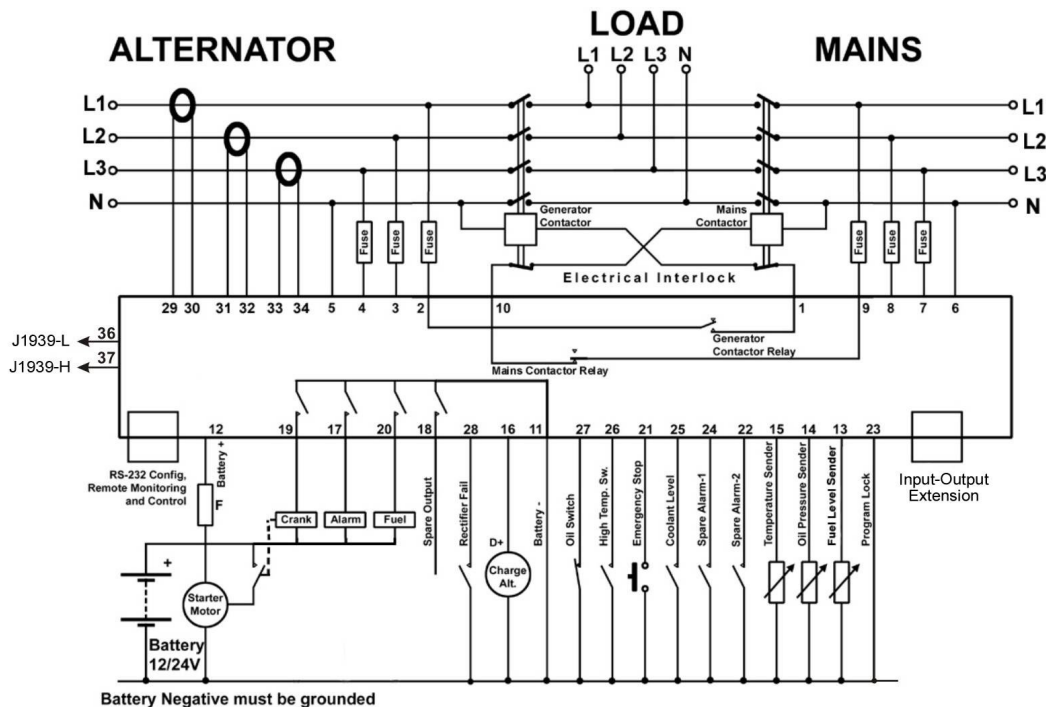 ALTERNATOR
LOAD
MAINS
L1
L2
L3
N
L1
L2
L3
N
L1
L2
L3
N
Generator
Contactor
Mains
Contactor
Fuse
Fuse
Fuse
Fuse
Fuse
Fuse
Electrical Interlock
29
30
31
32
33
34
5
4
3
2
10
1
9
8
7
6
J1939-L
36
J1939-H
37
Generator
Contactor Relay
Mains Contactor Relay
12
19
17
20
18
28
16
11
27
26
21
25
24
22
15
14
13
23
RS-232 Config,
Remote Monitoring
and Control
Battery +
F
Crank
Alarm
Fuel
Spare Output
Rectifier Fail
D+
Charge
Alt.
Battery -
Oil Switch
High Temp. Sw.
Emergency Stop
Coolant Level
Spare Alarm-1
Spare Alarm-2
Temperature Sender
Oil Pressure Sender
Fuel Level Sender
Program Lock
Input-Output
Extension
+
Starter
Motor
Battery
12/24V
Battery Negative must be grounded